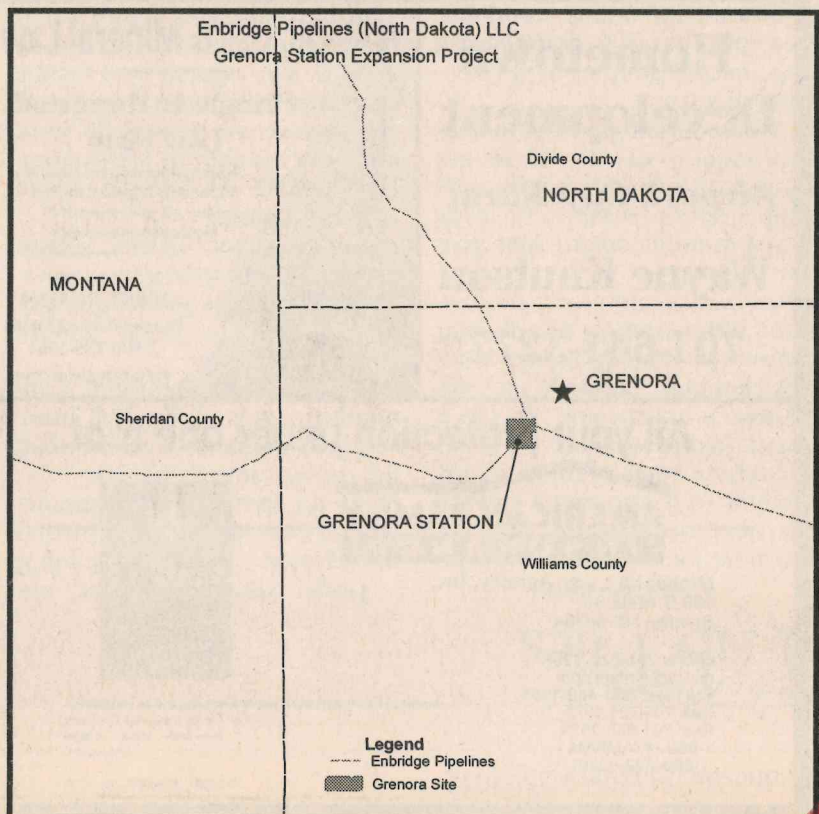 Enbridge Pipelines (North Dakota) LLC
Grenora Station Expansion Project
Divide County
NORTH DAKOTA
MONTANA
GRENORA
Sheridan County
GRENORA STATION
Williams County
Legend
Enbridge Pipelines
Grenora Site